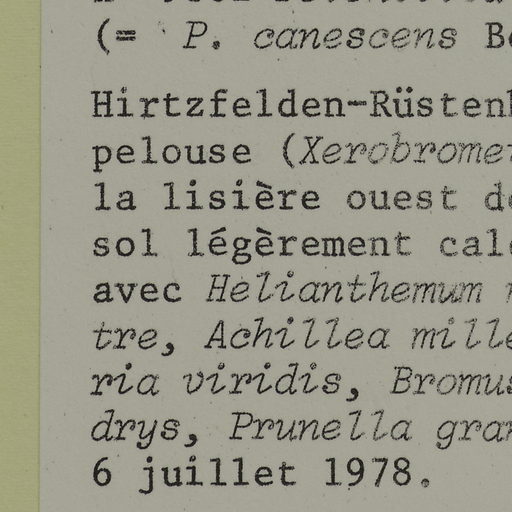 (= P. canescens
Hirtzfelden-Rüsten
pelouse (Xerobrome
la lisière ouest
sol légèrement
avec Helianthemum
tre, Achillea mille
ria viridis, Bromus
drys, Prunella gra
6 juillet 1978.